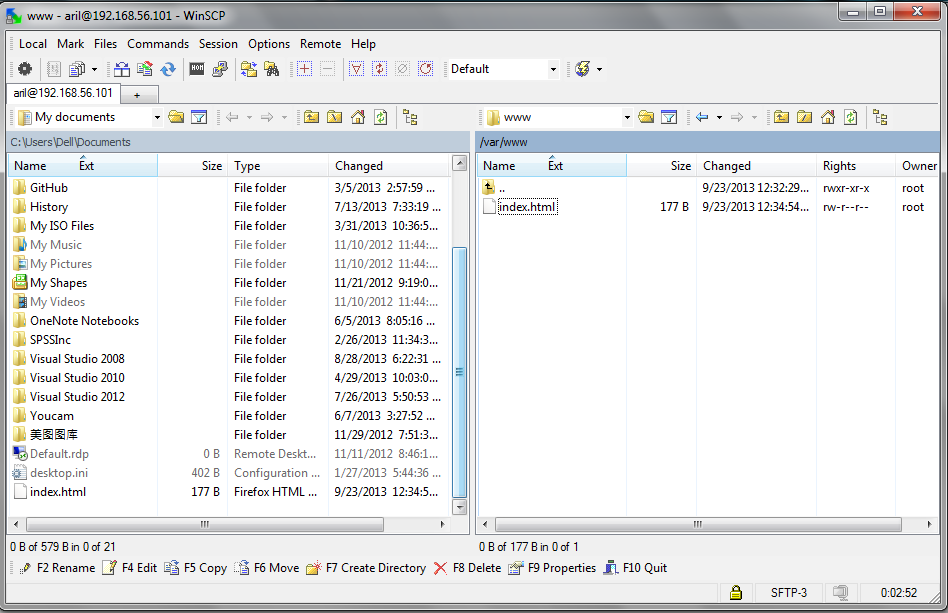 www - aril@192.168.56.101 - WinSCP
Local Mark Files Commands Session Options Remote Help
Default
aril@192.168.56.101 +
My documents
C:\Users\Dell\Documents
Name Ext Size Type Changed
GitHub File folder 3/5/2013 2:57:59 ...
History File folder 7/13/2013 7:33:19 ...
My ISO Files File folder 3/31/2013 10:36:5...
My Music File folder 11/10/2012 11:44:...
My Pictures File folder 11/10/2012 11:44:...
My Shapes File folder 11/21/2012 9:19:0...
My Videos File folder 11/10/2012 11:44:...
OneNote Notebooks File folder 6/5/2013 8:05:16 ...
SPSSInc File folder 2/26/2013 11:34:3...
Visual Studio 2008 File folder 8/28/2013 6:22:31 ...
Visual Studio 2010 File folder 4/29/2013 10:03:0...
Visual Studio 2012 File folder 7/26/2013 5:50:53 ...
Youcam File folder 6/7/2013 3:27:52 ...
美图图库 File folder 11/29/2012 7:51:3...
Default.rdp 0 B Remote Deskt... 11/11/2012 8:46:1...
desktop.ini 402 B Configuration ... 1/27/2013 5:44:36 ...
index.html 177 B Firefox HTML ... 9/23/2013 12:34:5...
0 B of 579 B in 0 of 21
www
/var/www
Name Ext Size Changed Rights Owner
.. 9/23/2013 12:32:29... rwxr-xr-x root
index.html 177 B 9/23/2013 12:34:54... rw-r--r-- root
0 B of 177 B in 0 of 1
F2 Rename F4 Edit F5 Copy F6 Move F7 Create Directory F8 Delete F9 Properties F10 Quit
SFTP-3 0:02:52